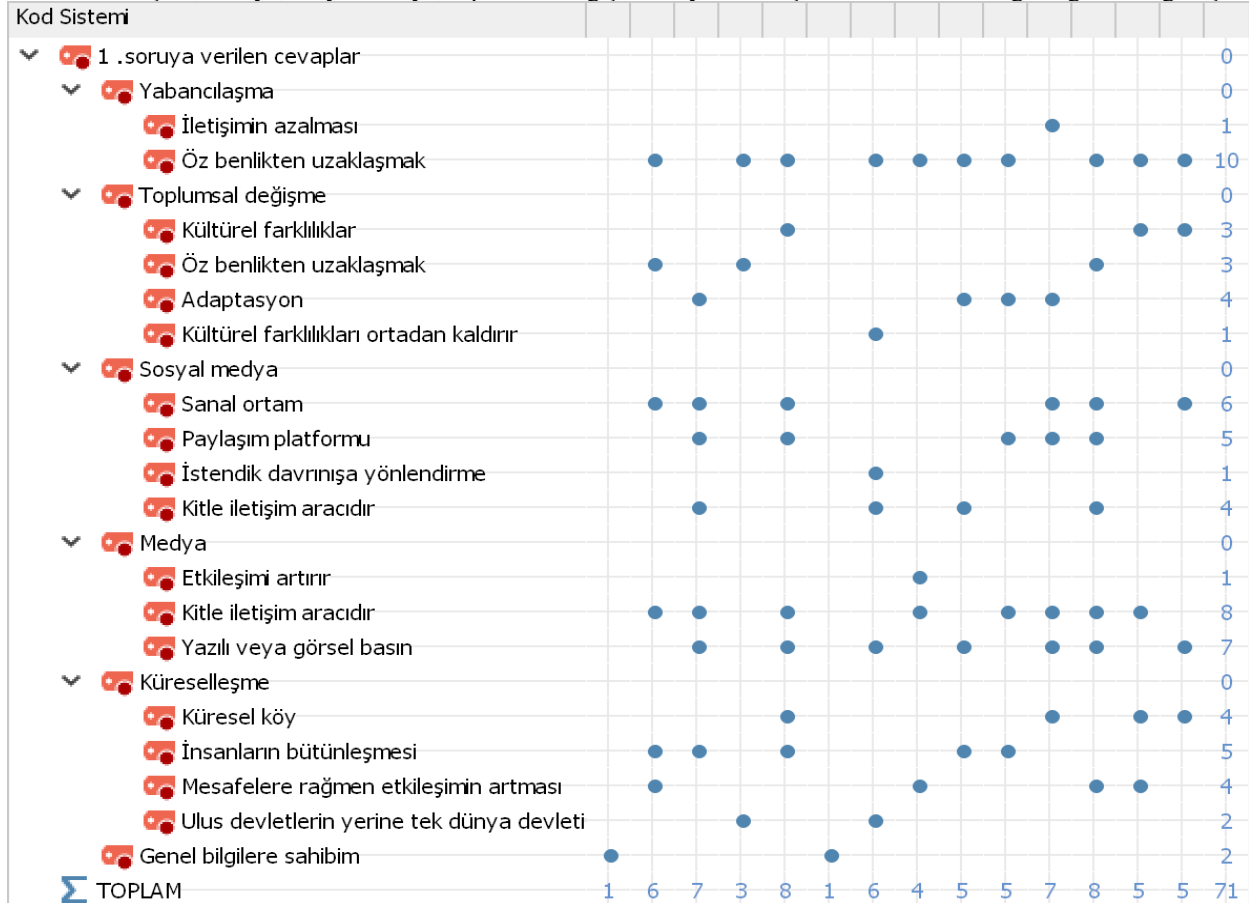 Kod Sistemi
1 .soruya verilen cevaplar 0
Yabancılaşma 0
İletişimin azalması 1
Öz benlikten uzaklaşmak 10
Toplumsal değişme 0
Kültürel farklılıklar 3
Öz benlikten uzaklaşmak 3
Adaptasyon 4
Kültürel farklılıkları ortadan kaldırır 1
Sosyal medya 0
Sanal ortam 6
Paylaşım platformu 5
İstendik davrınışa yönlendirme 1
Kitle iletişim aracıdır 4
Medya 0
Etkileşimi artırır 1
Kitle iletişim aracıdır 8
Yazılı veya görsel basın 7
Küreselleşme 0
Küresel köy 4
İnsanların bütünleşmesi 5
Mesafelere rağmen etkileşimin artması 4
Ulus devletlerin yerine tek dünya devleti 2
Genel bilgilere sahibim 2
Σ TOPLAM 1 6 7 3 8 1 6 4 5 5 7 8 5 5 71